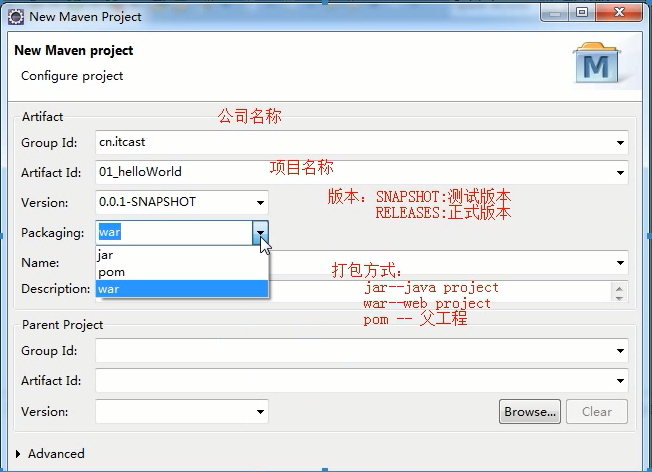 New Maven Project
New Maven project
Configure project
M
Artifact
公司名称
Group Id: cn.itcast
Artifact Id: 01_helloWorld
项目名称
Version: 0.0.1-SNAPSHOT
版本：SNAPSHOT:测试版本
RELEASES:正式版本
Packaging: war
jar
pom
war
Name:
Description:
打包方式：
jar--java project
war--web project
pom -- 父工程
Parent Project
Group Id:
Artifact Id:
Version:
Browse...
Clear
Advanced